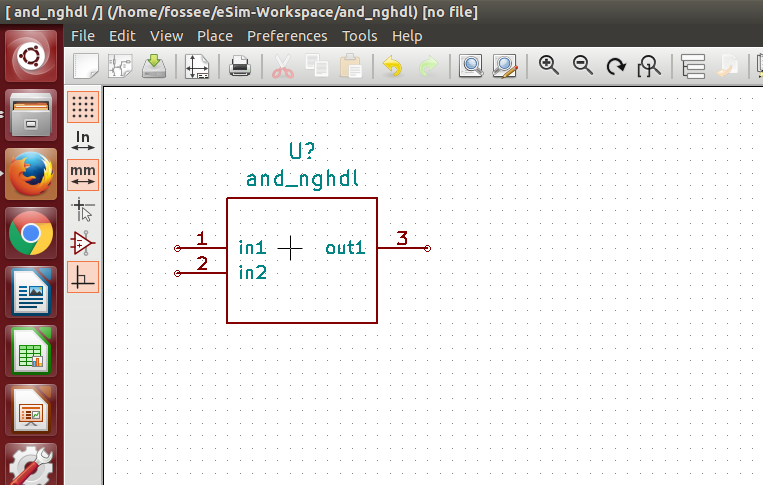 [ and_nghdl /] (/home/fossee/eSim-Workspace/and_nghdl) [no file]
File Edit View Place Preferences Tools Help
In
mm
U?
and_nghdl
1 in1 out1 3
2 in2